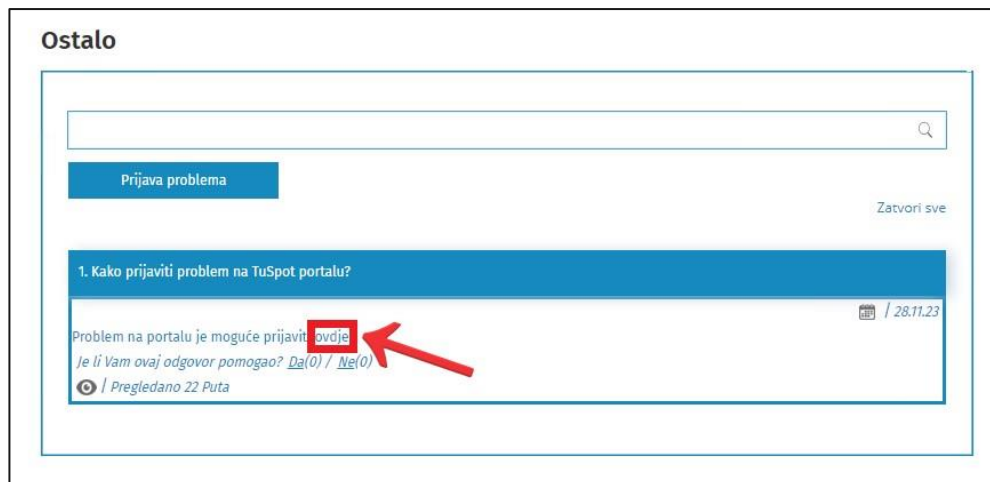 Ostalo
Prijava problema
Zatvori sve
1. Kako prijaviti problem na TuSpot portalu?
| 28.11.23
Problem na portalu je moguće prijaviti ovdje
Je li Vam ovaj odgovor pomogao? Da(0) / Ne(0)
| Pregledano 22 Puta